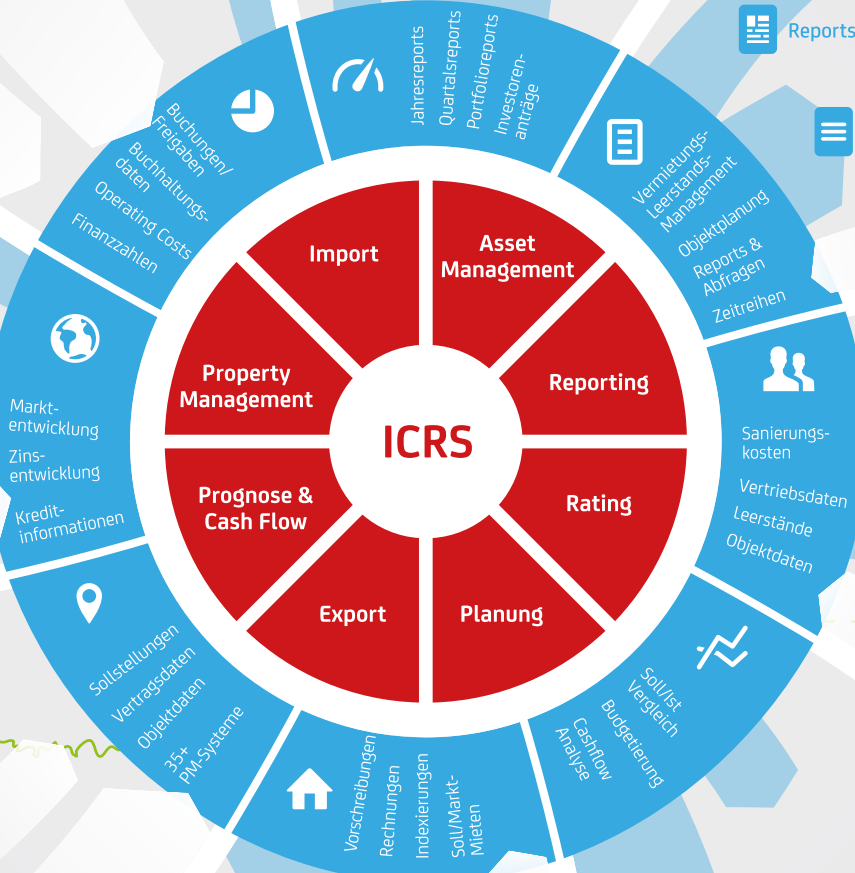 Reports
Jahresreports
Quartalsreports
Portfolioreports
Investoren-
anträge
Vermietungs-
Leerstands-
Management
Objektplanung
Reports &
Abfragen
Zeitreihen
Sanierungs-
kosten
Vertriebsdaten
Leerstände
Objektdaten
Soll/Ist
Vergleich
Budgetierung
Cashflow
Analyse
Vorschreibungen
Rechnungen
Indexierungen
Soll/Markt-
Mieten
Sollstellungen
Vertragsdaten
Objektdaten
35+
PM-Systeme
Markt-
entwicklung
Zins-
entwicklung
Kredit-
informationen
Buchungen/
Freigaben
Buchhaltungs-
daten
Operating Costs
Finanzzahlen
Import
Asset
Management
Reporting
Rating
Planung
Export
Prognose &
Cash Flow
Property
Management
ICRS